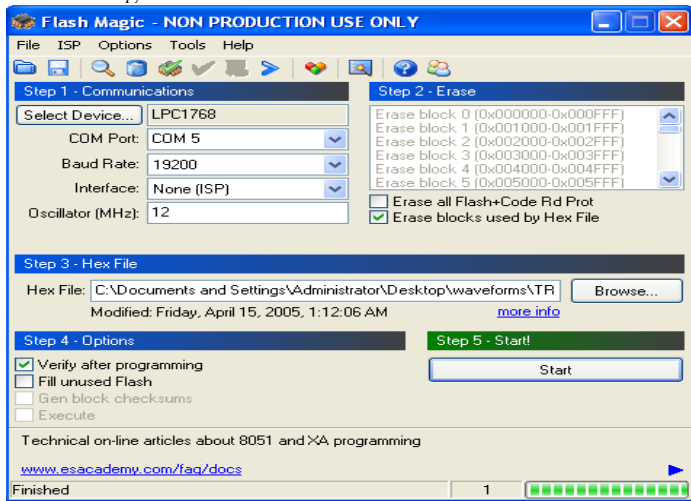 Flash Magic - NON PRODUCTION USE ONLY
File ISP Options Tools Help
Step 1 - Communications
Select Device... LPC1768
COM Port: COM 5
Baud Rate: 19200
Interface: None (ISP)
Oscillator (MHz): 12
Step 2 - Erase
Erase block 0 (0x000000-0x000FFF)
Erase block 1 (0x001000-0x001FFF)
Erase block 2 (0x002000-0x002FFF)
Erase block 3 (0x003000-0x003FFF)
Erase block 4 (0x004000-0x004FFF)
Erase block 5 (0x005000-0x005FFF)
Erase all Flash+Code Rd Prot
Erase blocks used by Hex File
Step 3 - Hex File
Hex File: C:\Documents and Settings\Administrator\Desktop\waveforms\TR Browse...
Modified: Friday, April 15, 2005, 1:12:06 AM more info
Step 4 - Options
Verify after programming
Fill unused Flash
Gen block checksums
Execute
Step 5 - Start!
Start
Technical on-line articles about 8051 and XA programming
www.esacademy.com/faq/docs
Finished 1